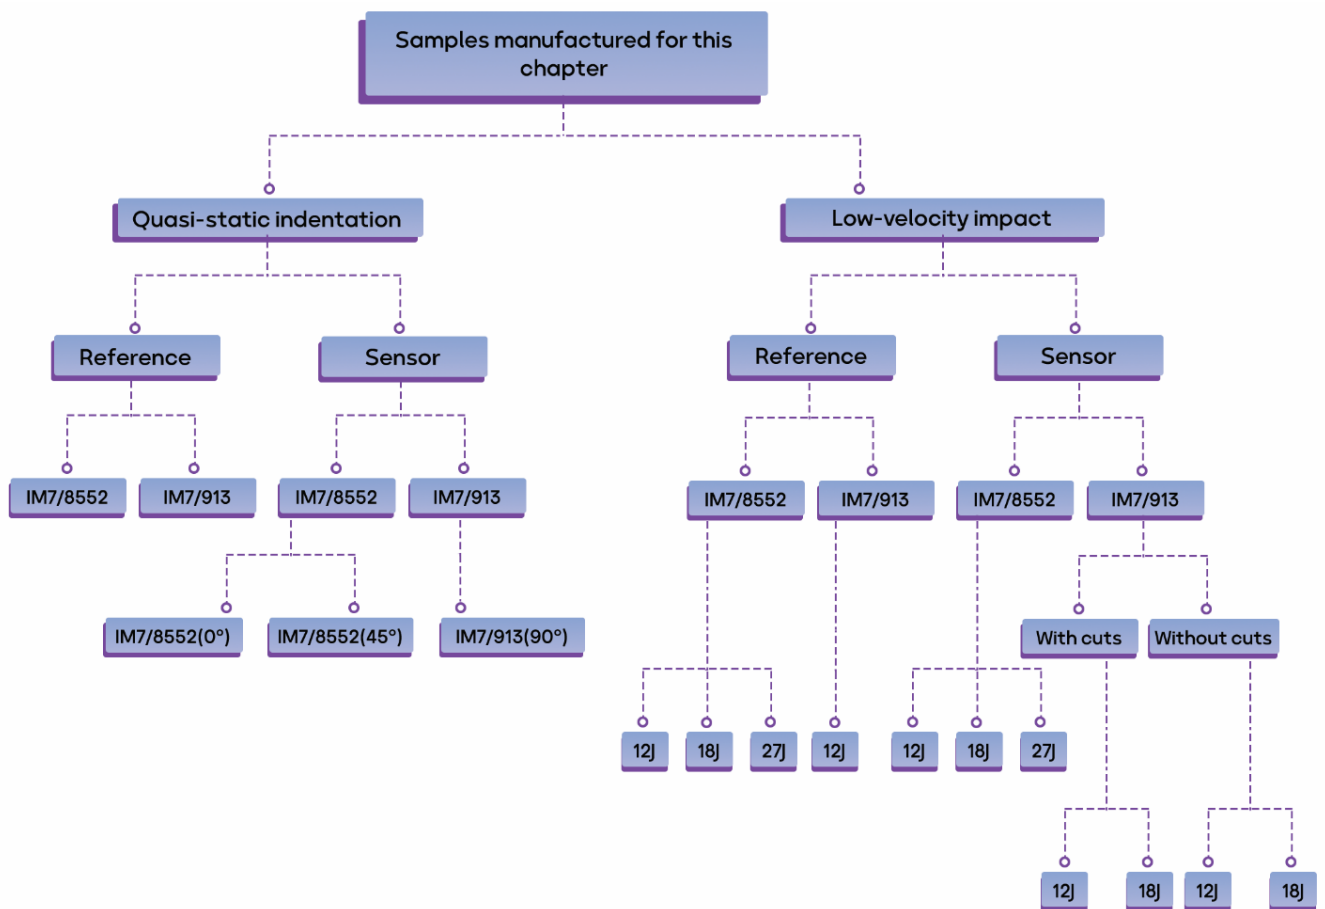 Samples manufactured for this
chapter
Quasi-static indentation
Low-velocity impact
Reference
Sensor
Reference
Sensor
IM7/8552
IM7/913
IM7/8552
IM7/913
IM7/8552
IM7/913
IM7/8552
IM7/913
IM7/8552(0°)
IM7/8552(45°)
IM7/913(90°)
With cuts
Without cuts
12J
18J
27J
12J
12J
18J
27J
12J
18J
12J
18J